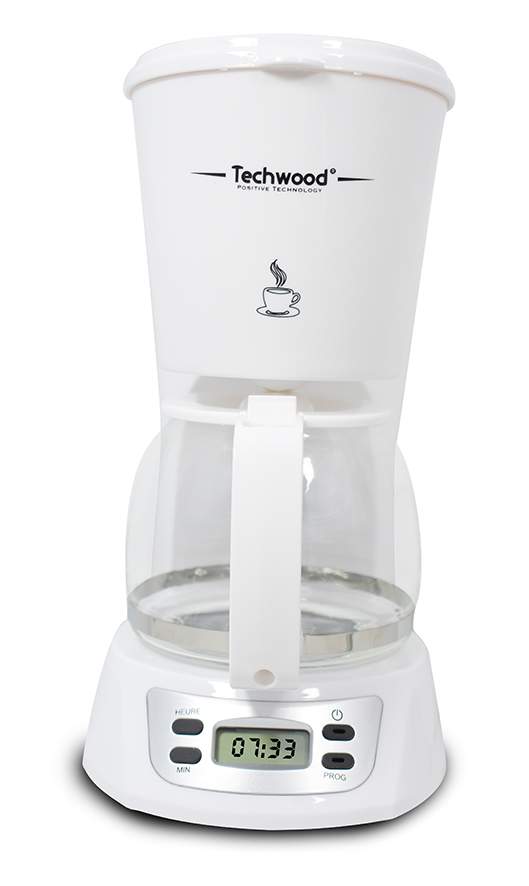 Techwood®
POSITIVE TECHNOLOGY
HEURE
MIN
07:33
PROG